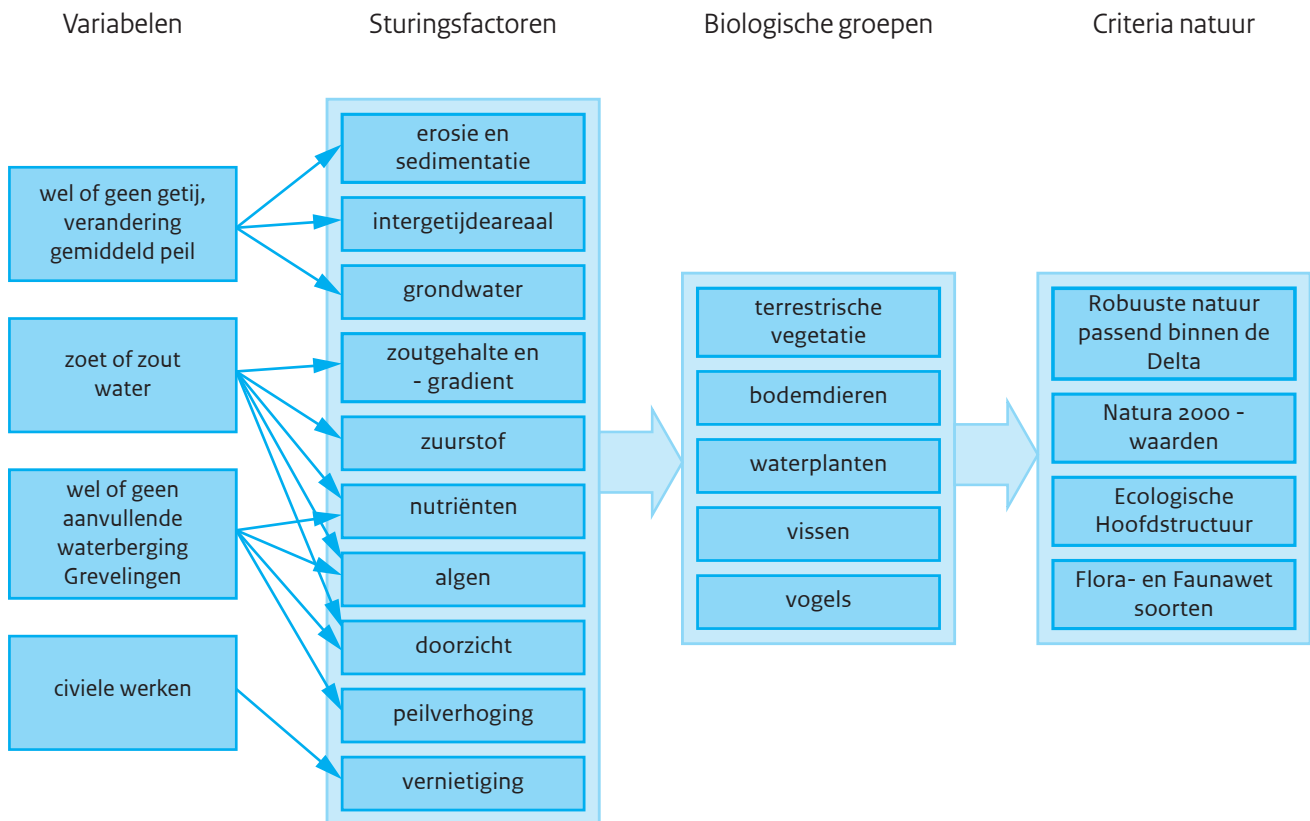 Variabelen
Sturingsfactoren
Biologische groepen
Criteria natuur
wel of geen getij,
verandering
gemiddeld peil
zoet of zout
water
wel of geen
aanvullende
waterberging
Grevelingen
civiele werken
erosie en
sedimentatie
intergetijdeareaal
grondwater
zoutgehalte en
- gradient
zuurstof
nutriënten
algen
doorzicht
peilverhoging
vernietiging
terrestrische
vegetatie
bodemdieren
waterplanten
vissen
vogels
Robuuste natuur
passend binnen de
Delta
Natura 2000 -
waarden
Ecologische
Hoofdstructuur
Flora- en Faunawet
soorten